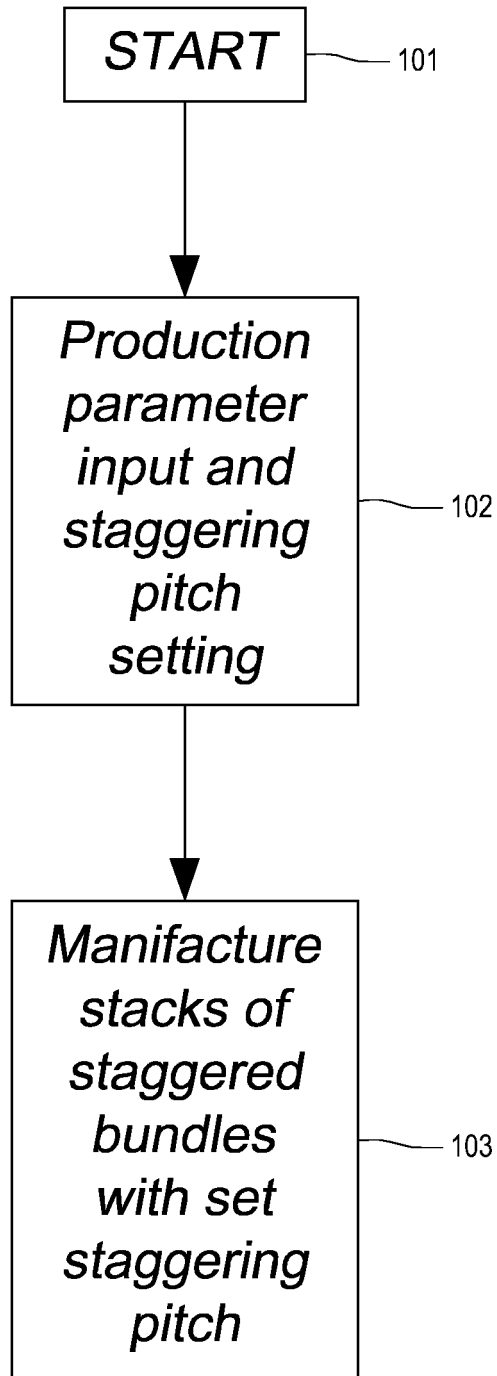 START
101
Production
parameter
input and
staggering
pitch
setting
102
Manifacture
stacks of
staggered
bundles
with set
staggering
pitch
103